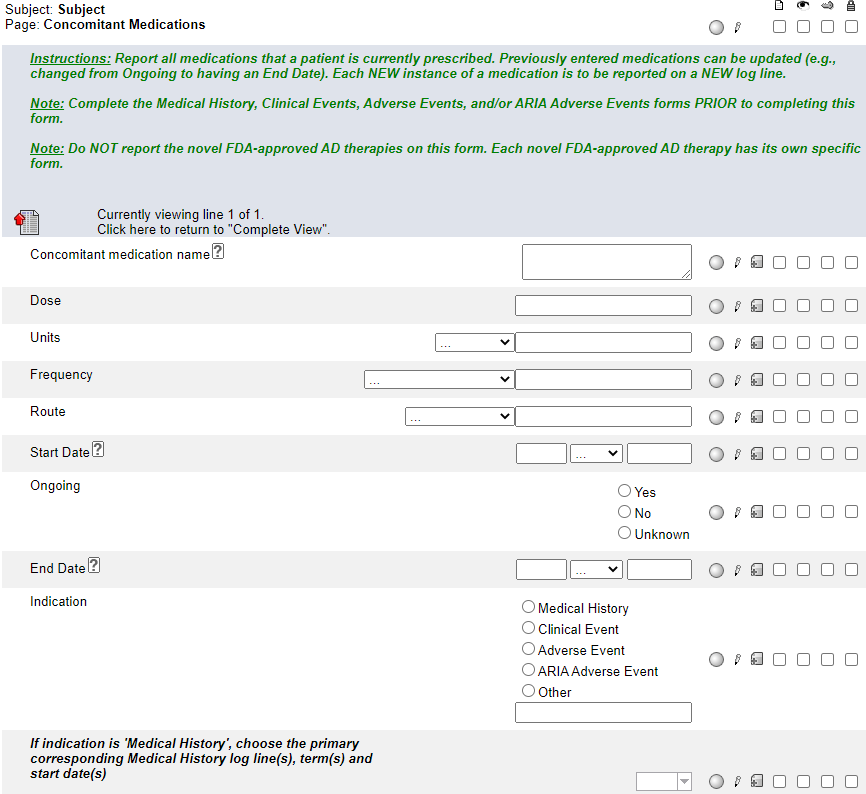 Subject: Subject
Page: Concomitant Medications
Instructions: Report all medications that a patient is currently prescribed. Previously entered medications can be updated (e.g.,
changed from Ongoing to having an End Date). Each NEW instance of a medication is to be reported on a NEW log line.
Note: Complete the Medical History, Clinical Events, Adverse Events, and/or ARIA Adverse Events forms PRIOR to completing this
form.
Note: Do NOT report the novel FDA-approved AD therapies on this form. Each novel FDA-approved AD therapy has its own specific
form.
Currently viewing line 1 of 1.
Click here to return to "Complete View".
Concomitant medication name ?
Dose
Units ...
Frequency ...
Route ...
Start Date ? ...
Ongoing
Yes
No
Unknown
End Date ? ...
Indication
Medical History
Clinical Event
Adverse Event
ARIA Adverse Event
Other
If indication is 'Medical History', choose the primary
corresponding Medical History log line(s), term(s) and
start date(s)